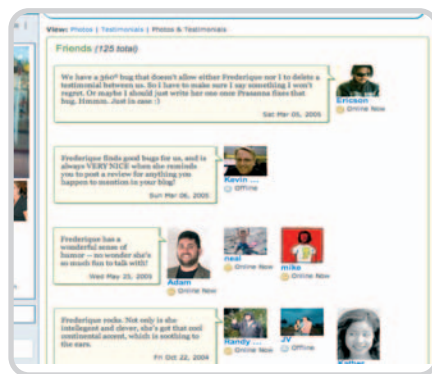 View: Photos | Testimonials | Photos & Testimonials
Friends (125 total)
We have a 360° bug that doesn't allow either Frederique nor I to delete a
testimonial between us. So I have to make sure I say something I won't
regret. Or maybe I should just write her one once Prasanna fixes that
bug. Hmmm. Just in case :)
Sat Mar 05, 2005
Ericson
Online Now
Frederique finds good bugs for us, and is
always VERY NICE when she reminds
you to post a review for anything you
happen to mention in your blog!
Sun Mar 06, 2005
Kevin ...
Offline
Frederique has a
wonderful sense of
humor -- no wonder she's
so much fun to talk with!
Wed May 25, 2005
Adam
Online Now
neal
Online Now
mike
Online Now
Frederique rocks. Not only is she
intellegent and clever, she's got that cool
continental accent, which is soothing to
the ears.
Fri Oct 22, 2004
Randy ...
Online Now
JV
Offline